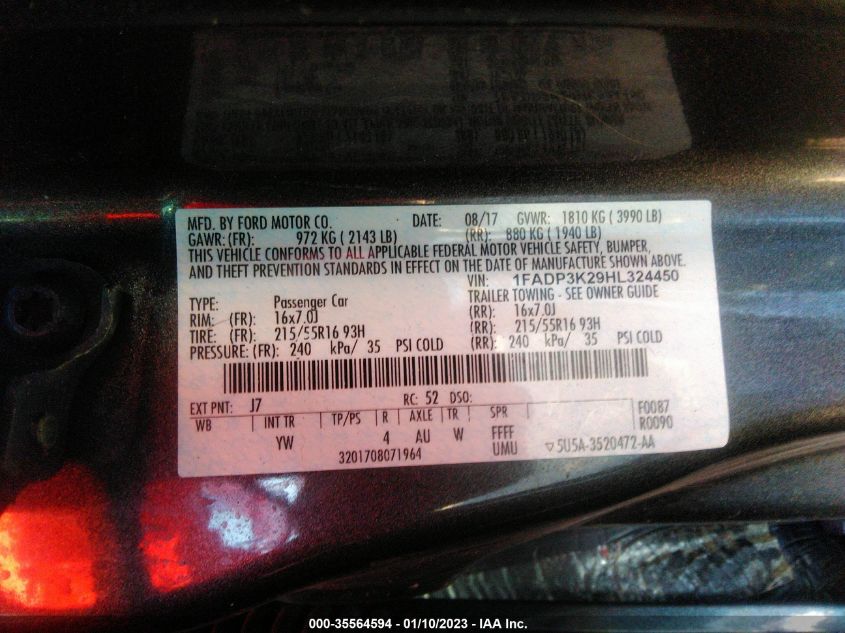 MFD. BY FORD MOTOR CO. DATE: 08/17 GVWR: 1810 KG ( 3990 LB)
GAWR: (FR): 972 KG ( 2143 LB) (RR): 880 KG ( 1940 LB)
THIS VEHICLE CONFORMS TO ALL APPLICABLE FEDERAL MOTOR VEHICLE SAFETY, BUMPER,
AND THEFT PREVENTION STANDARDS IN EFFECT ON THE DATE OF MANUFACTURE SHOWN ABOVE.
VIN: 1FADP3K29HL324450
TYPE: Passenger Car TRAILER TOWING - SEE OWNER GUIDE
RIM: (FR): 16x7.0J (RR): 16x7.0J
TIRE: (FR): 215/55R16 93H (RR): 215/55R16 93H
PRESSURE: (FR): 240 kPa/ 35 PSI COLD (RR): 240 kPa/ 35 PSI COLD
EXT PNT: J7 RC: 52 DSO:
WB INT TR TP/PS R AXLE TR SPR F0087
YW 4 AU W FFFF R0090
UMU
3201708071964 ▽5U5A-3520472-AA
000-35564594 - 01/10/2023 - IAA Inc.